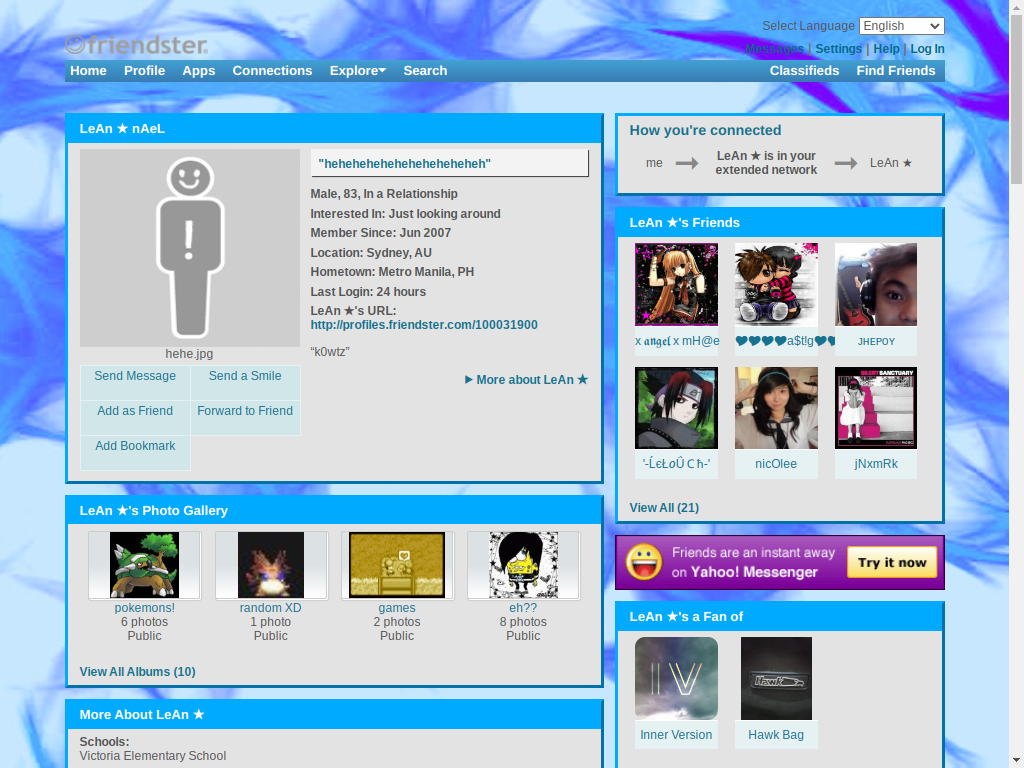 Select Language English
friendster.
Messages | Settings | Help | Log In
Home Profile Apps Connections Explore Search Classifieds Find Friends
LeAn ★ nAeL
"heheheheheheheheheheheh"
Male, 83, In a Relationship
Interested In: Just looking around
Member Since: Jun 2007
Location: Sydney, AU
Hometown: Metro Manila, PH
Last Login: 24 hours
LeAn ★'s URL:
http://profiles.friendster.com/100031900
“k0wtz”
More about LeAn ★
hehe.jpg
Send Message Send a Smile
Add as Friend Forward to Friend
Add Bookmark
How you're connected
me LeAn ★ is in your LeAn ★
extended network
LeAn ★'s Friends
x 𝖆𝖓𝖌𝖊𝖑 x mH@e
❤❤❤❤a$t!g❤❤
ᴊʜᴇᴘᴏʏ
nicOlee
SILENT SANCTUARY
jNxmRk
View All (21)
LeAn ★'s Photo Gallery
pokemons! random XD games eh??
6 photos 1 photo 2 photos 8 photos
Public Public Public Public
View All Albums (10)
Friends are an instant away
on Yahoo! Messenger
Try it now
LeAn ★'s a Fan of
IV
Hawk
Inner Version Hawk Bag
More About LeAn ★
Schools:
Victoria Elementary School